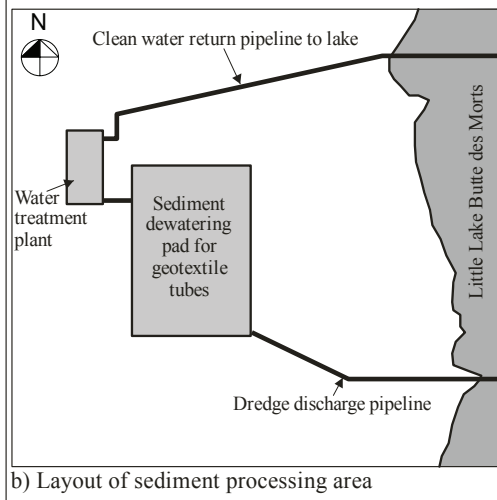 N
Clean water return pipeline to lake
Little Lake Butte des Morts
Water
treatment
plant
Sediment
dewatering
pad for
geotextile
tubes
Dredge discharge pipeline
b) Layout of sediment processing area